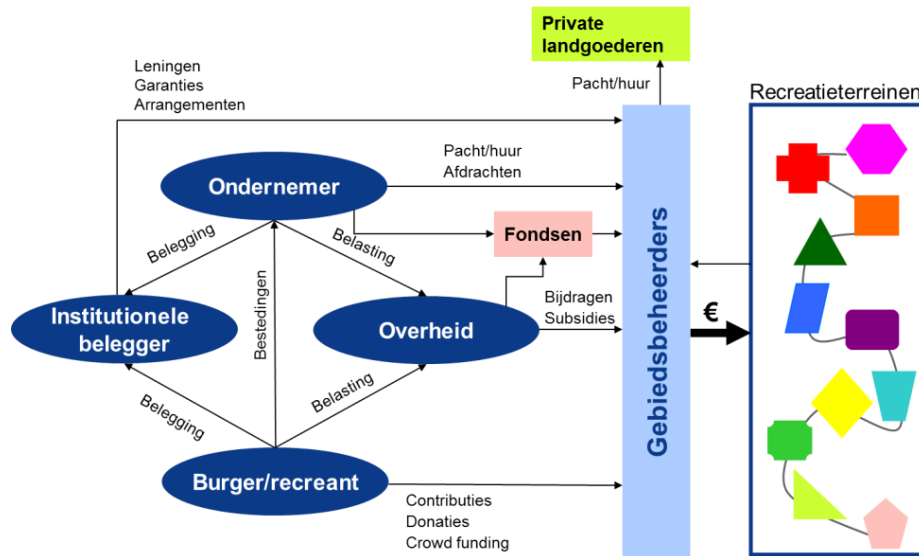 Private
landgoederen
Leningen
Garanties
Arrangementen
Pacht/huur
Recreatieterreinen
Pacht/huur
Afdrachten
Ondernemer
Fondsen
Belegging
Belasting
Bestedingen
Gebiedsbeheerders
Institutionele
belegger
Overheid
Bijdragen
Subsidies
€
Belegging
Belasting
Burger/recreant
Contributies
Donaties
Crowd funding